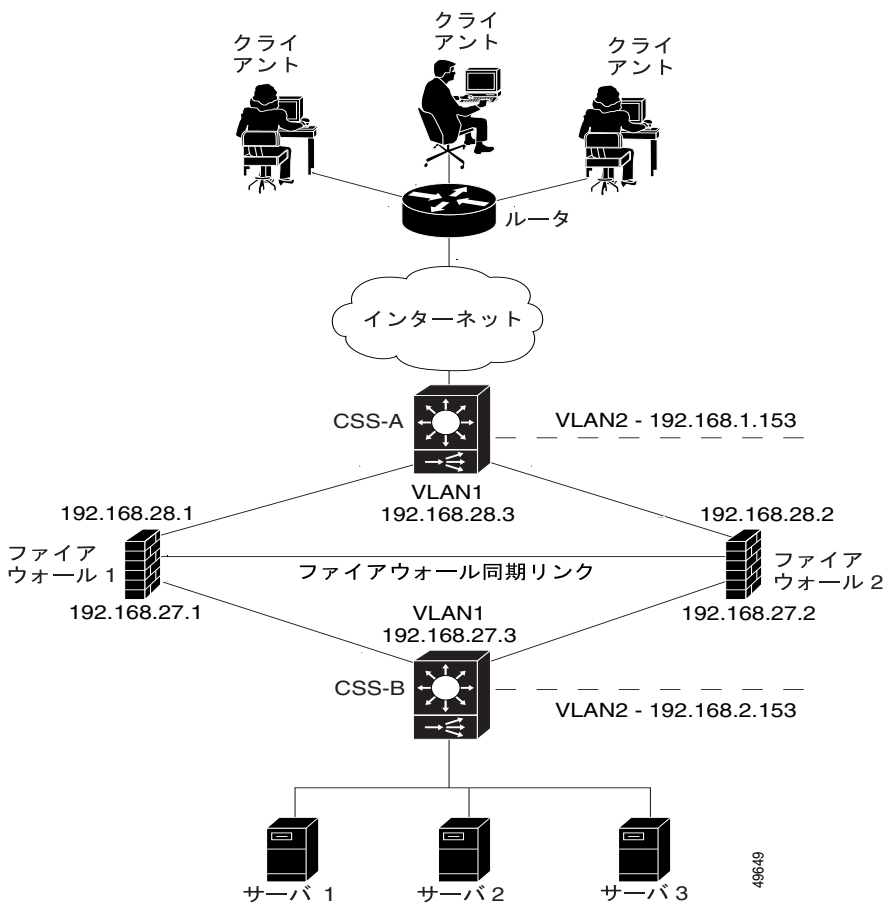 クライ
アント
クライ
アント
クライ
アント
ルータ
インターネット
CSS-A
VLAN2 - 192.168.1.153
VLAN1
192.168.28.3
192.168.28.1
192.168.28.2
ファイア
ウォール 1
ファイアウォール同期リンク
ファイア
ウォール 2
192.168.27.1
VLAN1
192.168.27.3
192.168.27.2
CSS-B
VLAN2 - 192.168.2.153
サーバ 1
サーバ 2
サーバ 3
49649